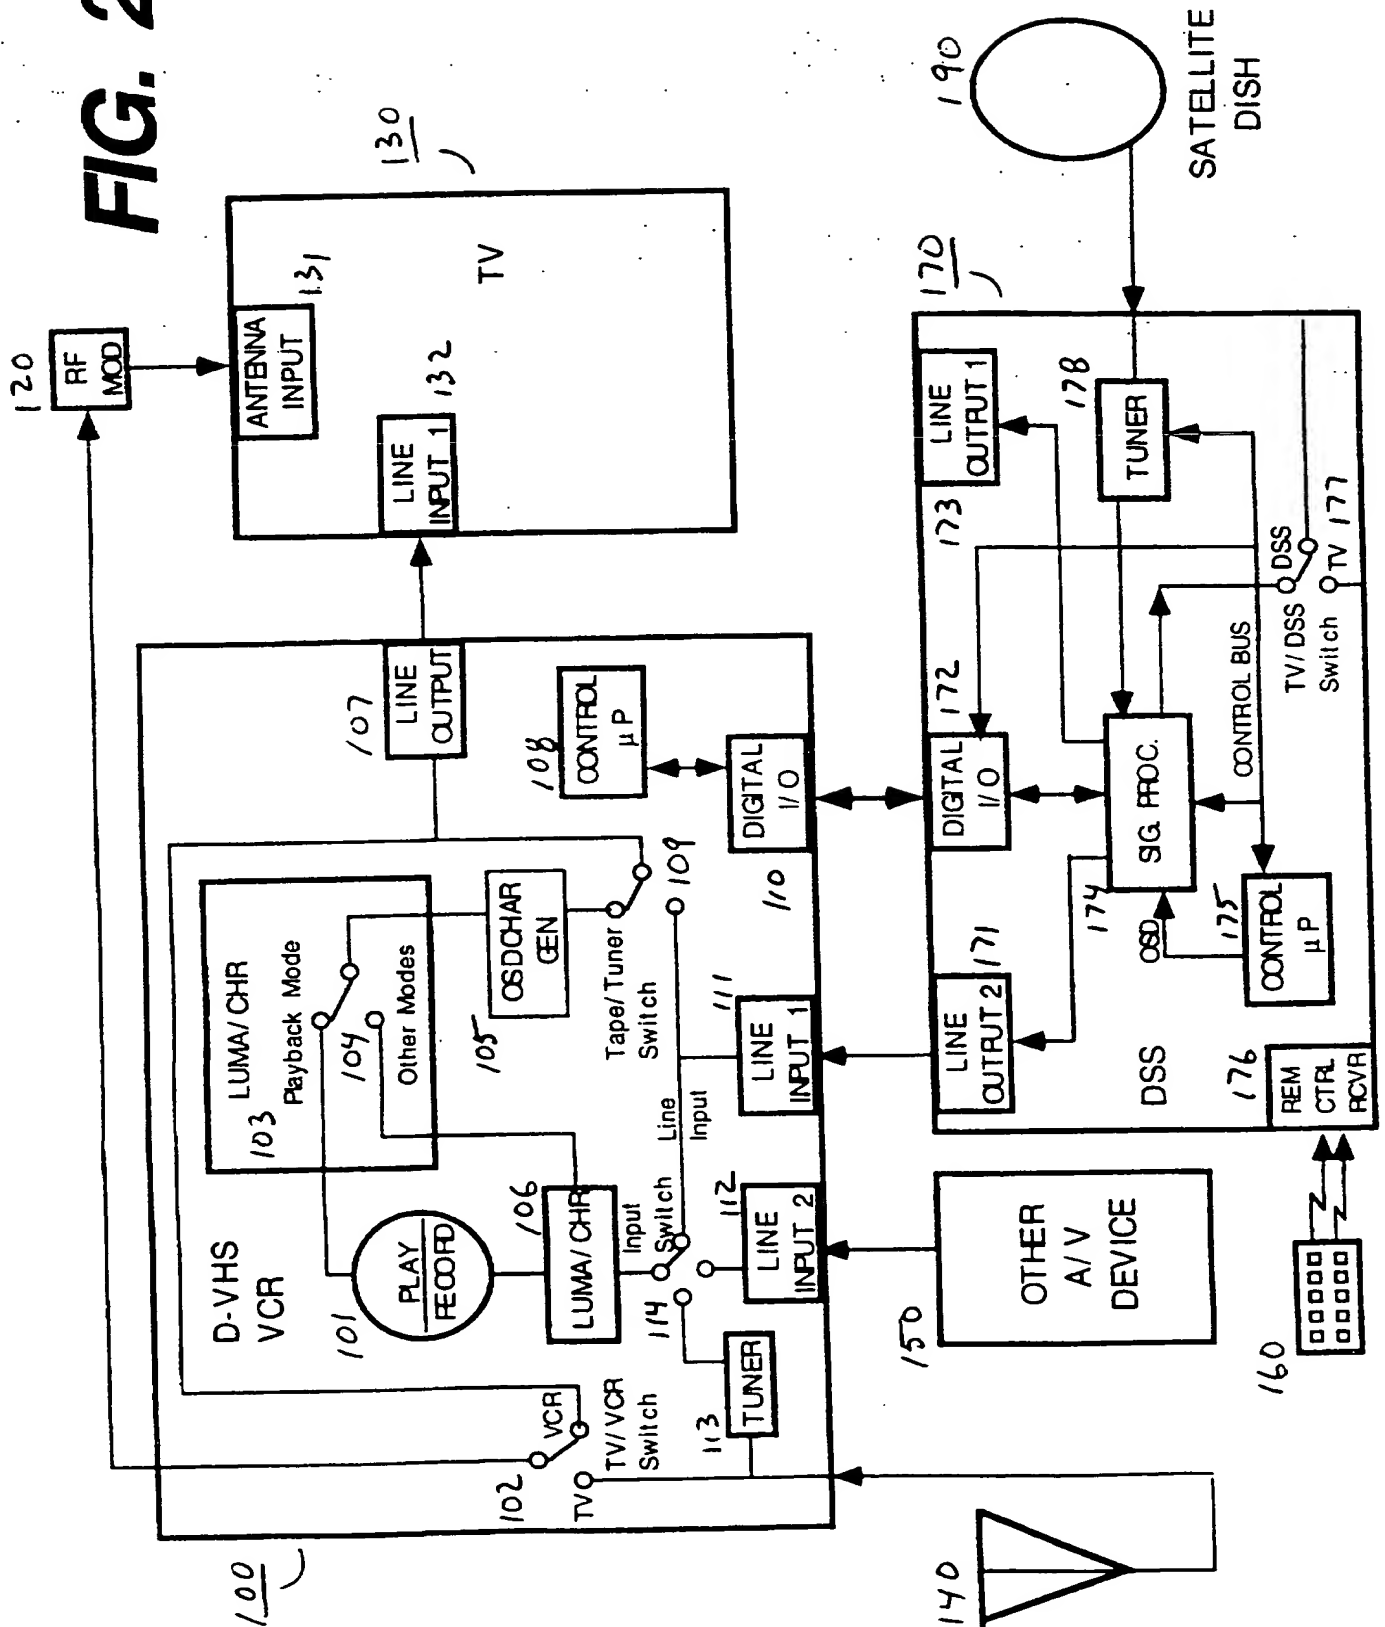 FIG. 2
120
RF
MOD
130
ANTENNA
INPUT
131
LINE
INPUT 1
132
TV
190
SATELLITE
DISH
100
D-VHS
VCR
101
PLAY
RECORD
102
VCR
TV
TV/VCR
Switch
103
LUMA/CHR
Playback Mode
104
Other Modes
105
OSDCHAR
GEN
106
LUMA/CHR
107
LINE
OUTPUT
108
CONTROL
µP
Tape/Tuner
Switch
109
110
DIGITAL
I/O
111
LINE
INPUT 1
Line
Input
Input
Switch
112
LINE
INPUT 2
113
TUNER
114
140
150
OTHER
A/V
DEVICE
160
170
DSS
171
LINE
OUTPUT 2
172
DIGITAL
I/O
173
LINE
OUTPUT 1
174
SIG. PROC.
OSD
175
CONTROL
µP
CONTROL BUS
176
REM
CTRL
RCVR
DSS
TV
177
TV/DSS
Switch
178
TUNER